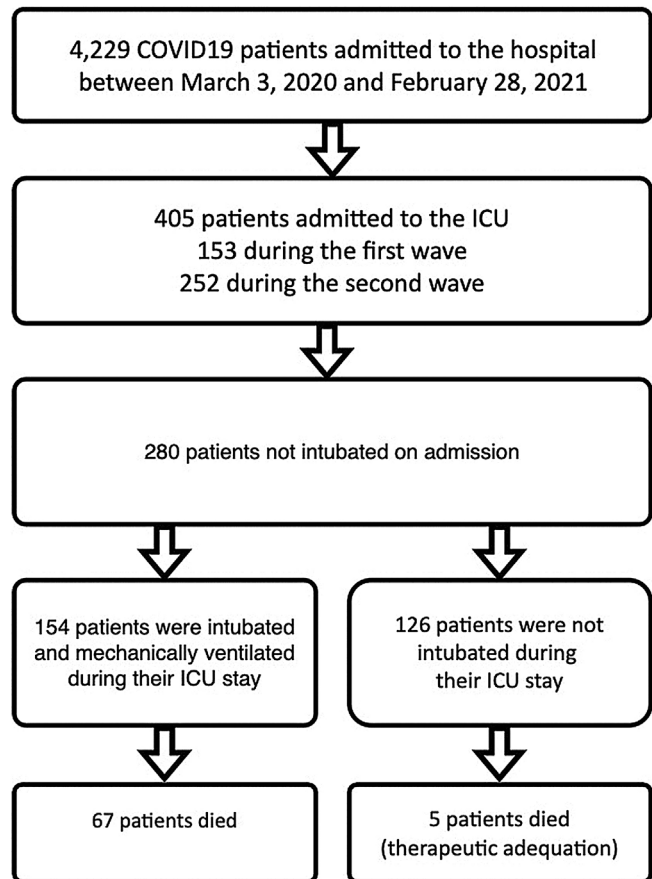 4,229 COVID19 patients admitted to the hospital
between March 3, 2020 and February 28, 2021
405 patients admitted to the ICU
153 during the first wave
252 during the second wave
280 patients not intubated on admission
154 patients were intubated
and mechanically ventilated
during their ICU stay
126 patients were not
intubated during
their ICU stay
67 patients died
5 patients died
(therapeutic adequation)